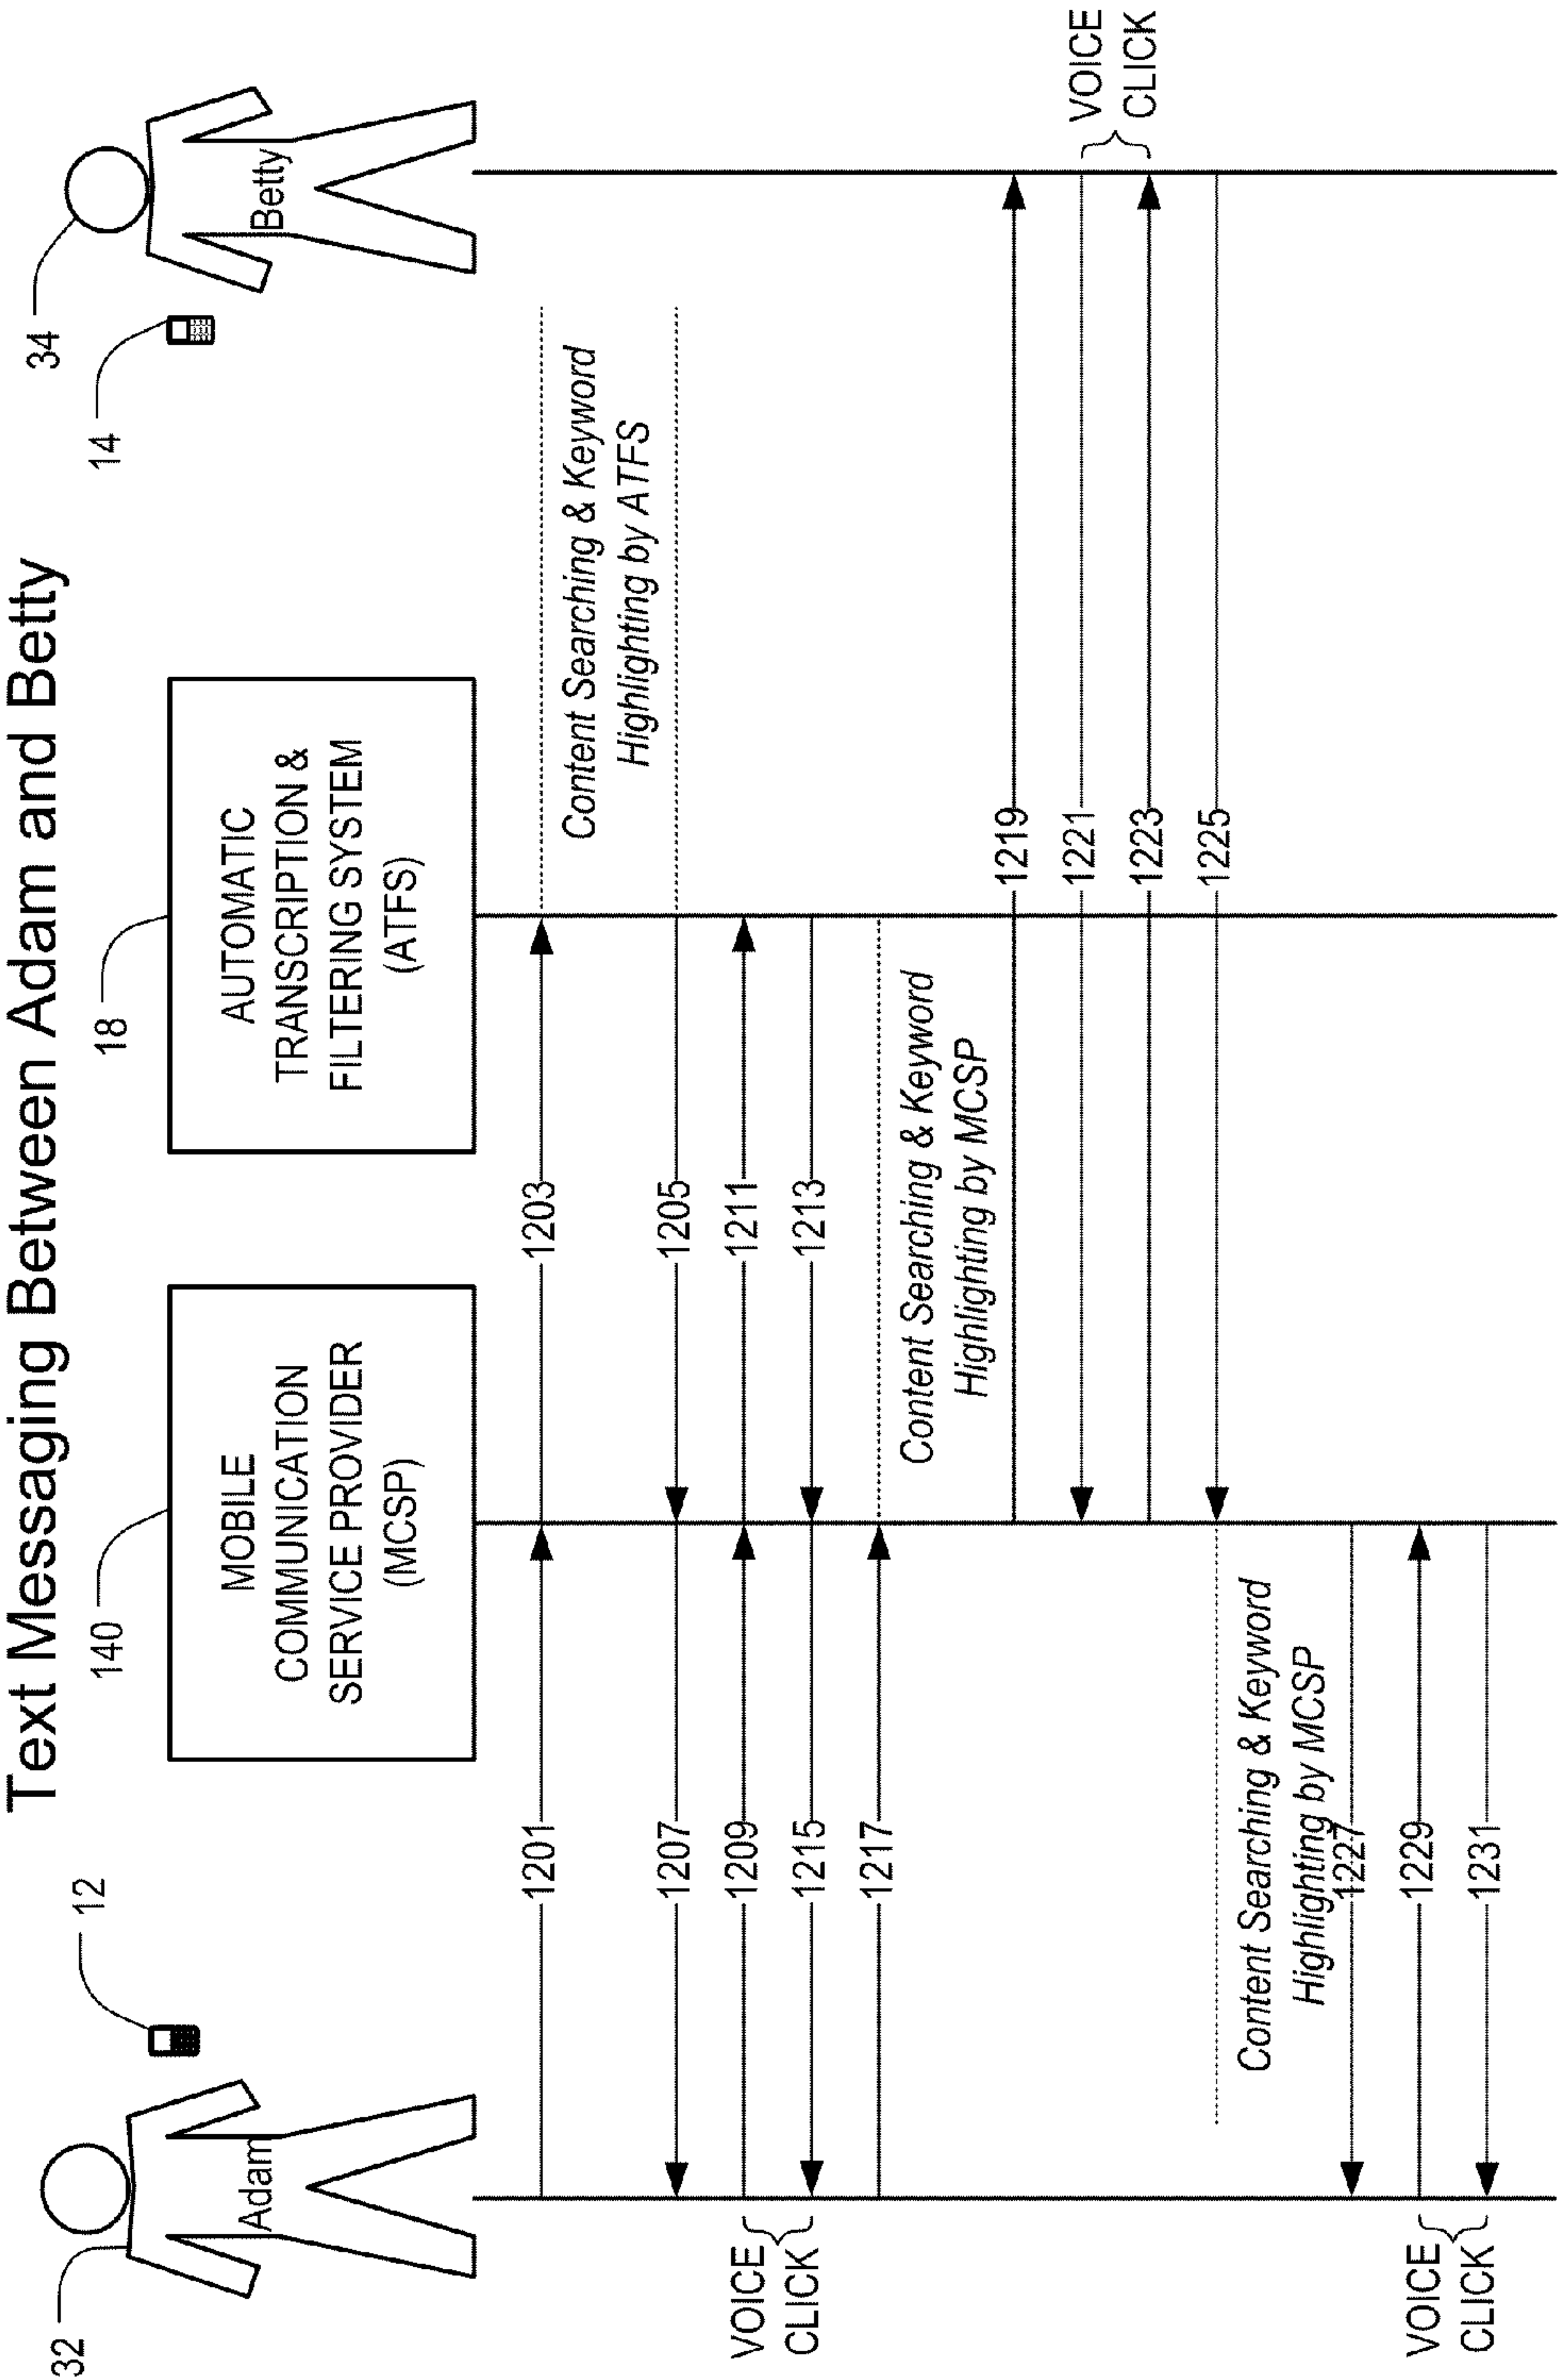 Text Messaging Between Adam and Betty
32
12
140
18
14
34
Adam
MOBILE
COMMUNICATION
SERVICE PROVIDER
(MCSP)
AUTOMATIC
TRANSCRIPTION &
FILTERING SYSTEM
(ATFS)
Betty
1201
1203
Content Searching & Keyword
Highlighting by ATFS
1207
1205
VOICE
CLICK
1209
1211
1215
1213
1217
Content Searching & Keyword
Highlighting by MCSP
1219
1221
VOICE
CLICK
1223
1225
Content Searching & Keyword
Highlighting by MCSP
1227
VOICE
CLICK
1229
1231